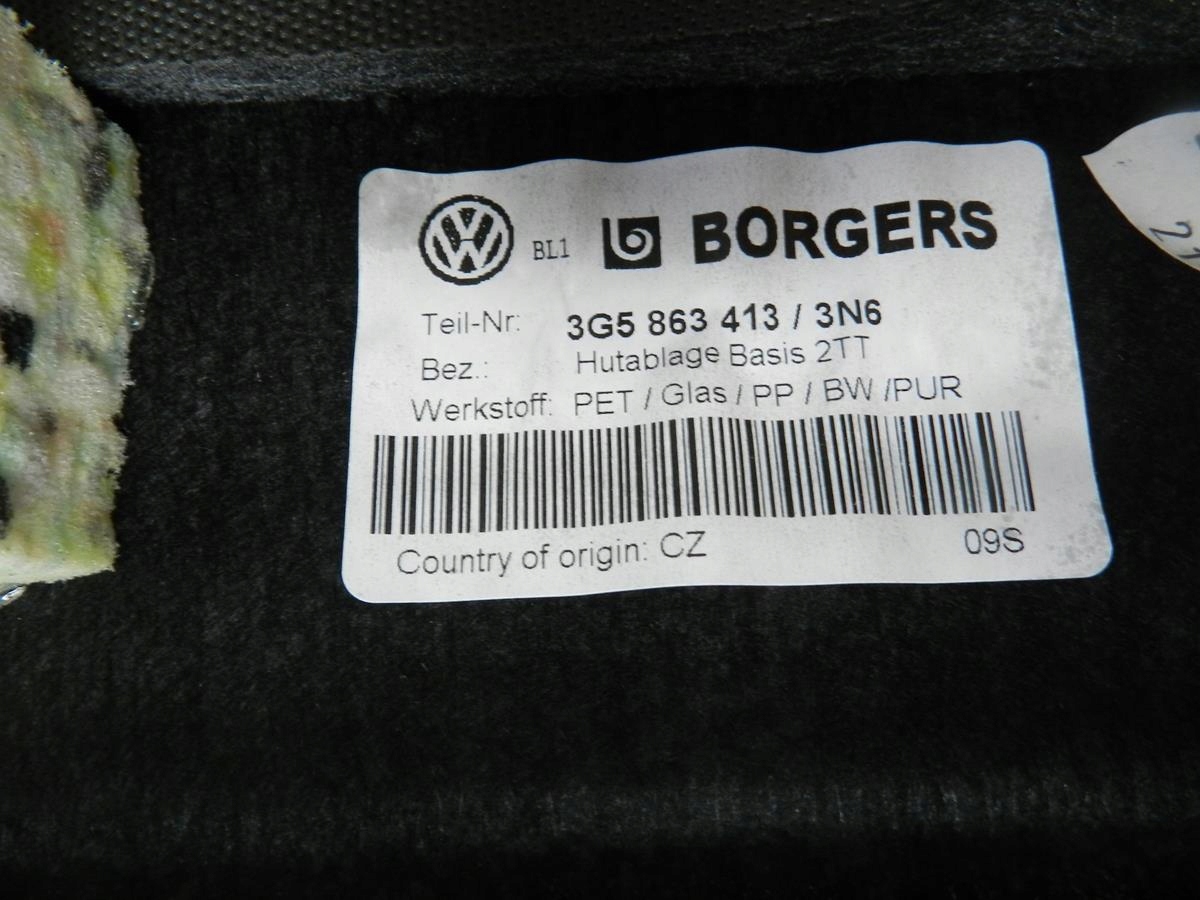 BL1 BORGERS
Teil-Nr: 3G5 863 413 / 3N6
Bez.: Hutablage Basis 2TT
Werkstoff: PET / Glas / PP / BW /PUR
Country of origin: CZ 09S